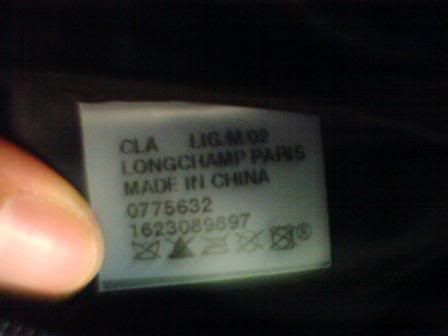 CLA LIG/M/02
LONGCHAMP PARIS
MADE IN CHINA
0775632
1623089897